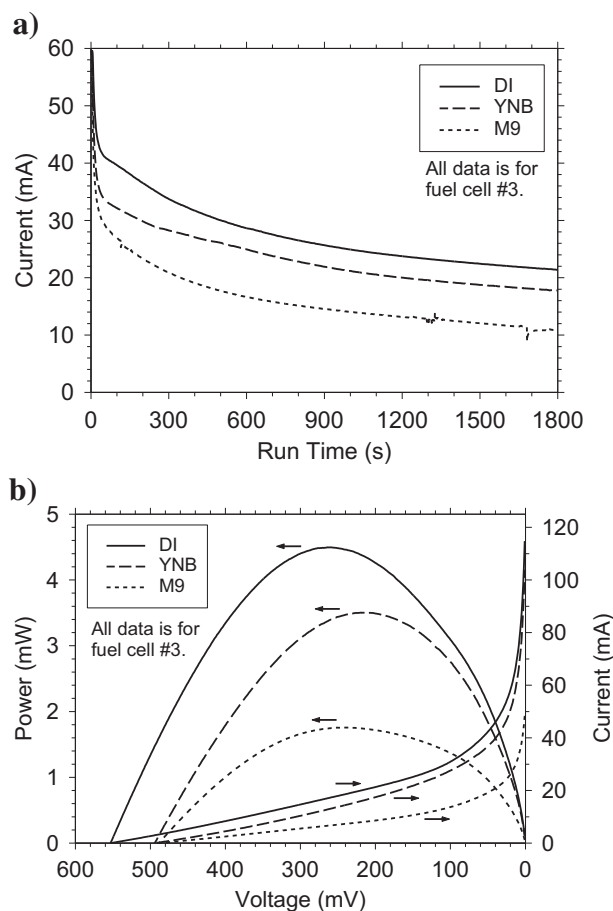 a)
60
50
40
30
20
10
0
Current (mA)
DI
YNB
M9
All data is for
fuel cell #3.
0 300 600 900 1200 1500 1800
Run Time (s)
b)
5
4
3
2
1
0
Power (mW)
DI
YNB
M9
All data is for
fuel cell #3.
120
100
80
60
40
20
0
Current (mA)
600 500 400 300 200 100 0
Voltage (mV)